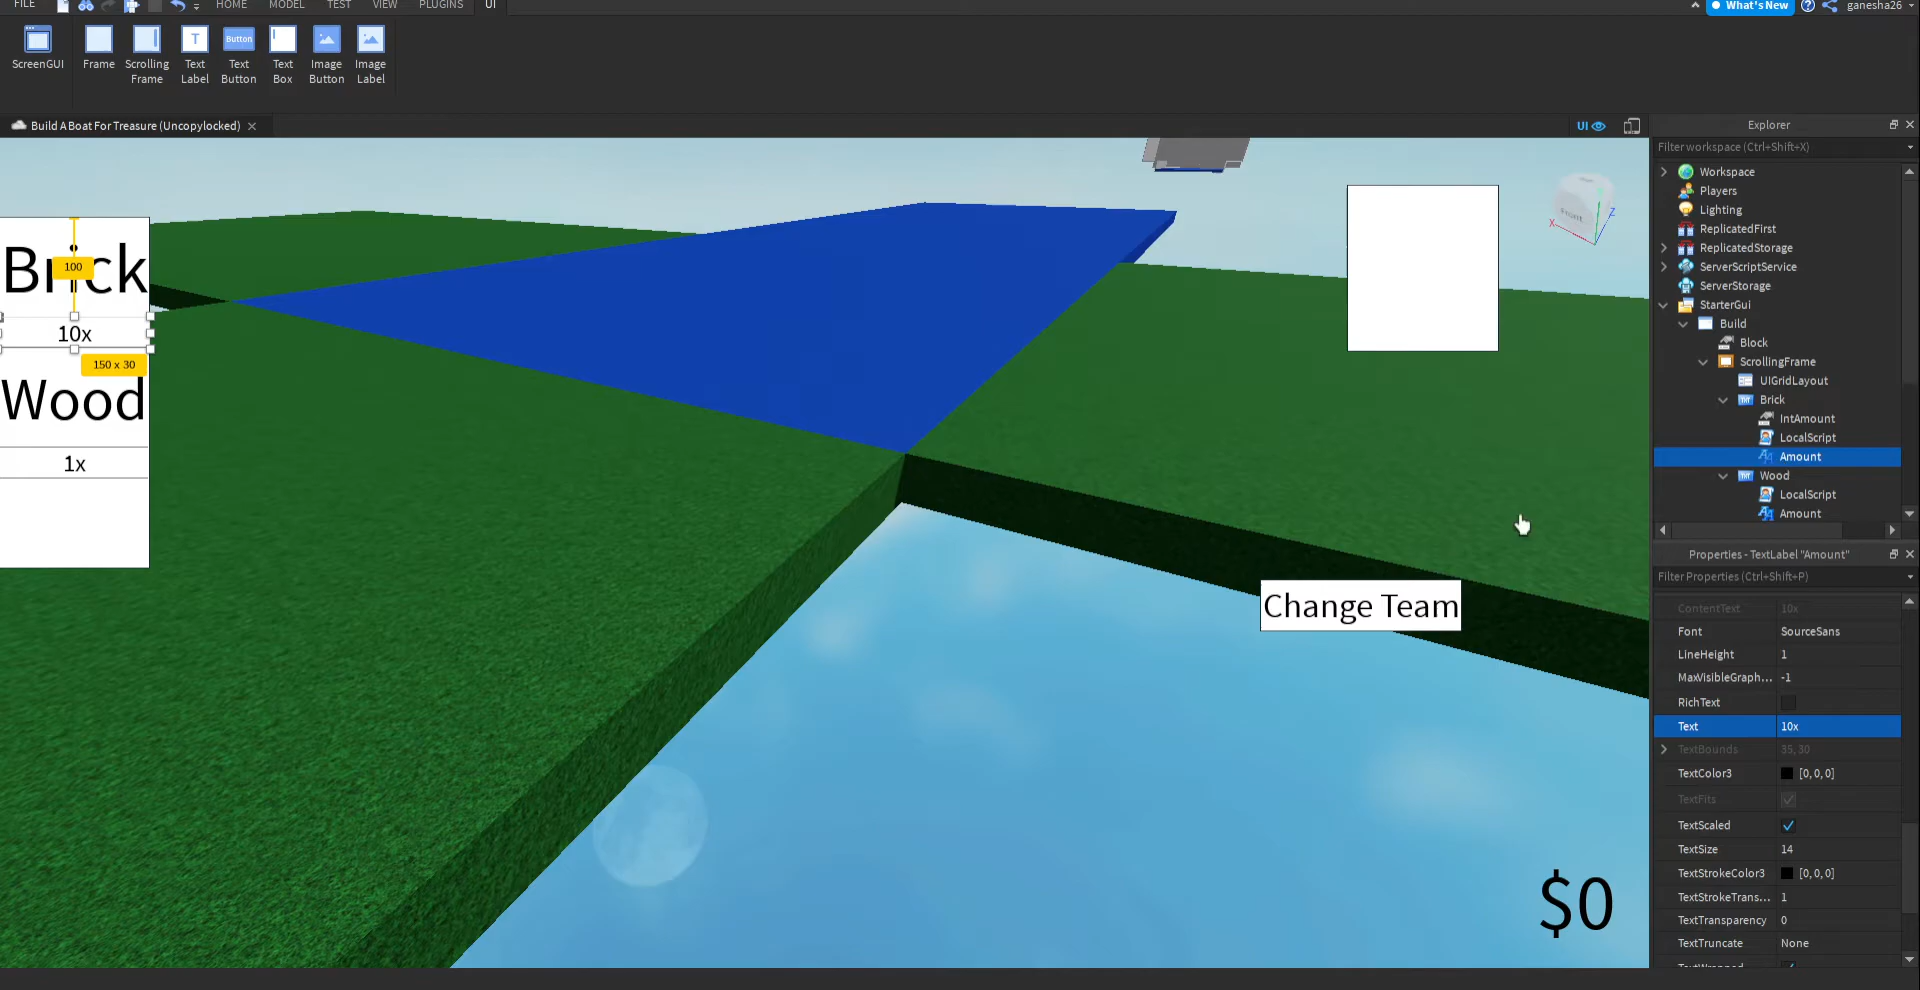 FILE HOME MODEL TEST VIEW PLUGINS UI What's New ganesha26
ScreenGUI Frame Scrolling Frame Text Label Text Button Button Text Box Image Button Image Label
Build A Boat For Treasure (Uncopylocked)
UI
Explorer
Filter workspace (Ctrl+Shift+X)
Workspace
Players
Lighting
ReplicatedFirst
ReplicatedStorage
ServerScriptService
ServerStorage
StarterGui
Build
Block
ScrollingFrame
UIGridLayout
Brick
IntAmount
LocalScript
Amount
Wood
LocalScript
Amount
Brick
100
10x
150 x 30
Wood
1x
Front
X
Z
Change Team
$0
Properties - TextLabel "Amount"
Filter Properties (Ctrl+Shift+P)
ContentText 10x
Font SourceSans
LineHeight 1
MaxVisibleGraph... -1
RichText
Text 10x
TextBounds 35, 30
TextColor3 [0, 0, 0]
TextFits
TextScaled
TextSize 14
TextStrokeColor3 [0, 0, 0]
TextStrokeTrans... 1
TextTransparency 0
TextTruncate None